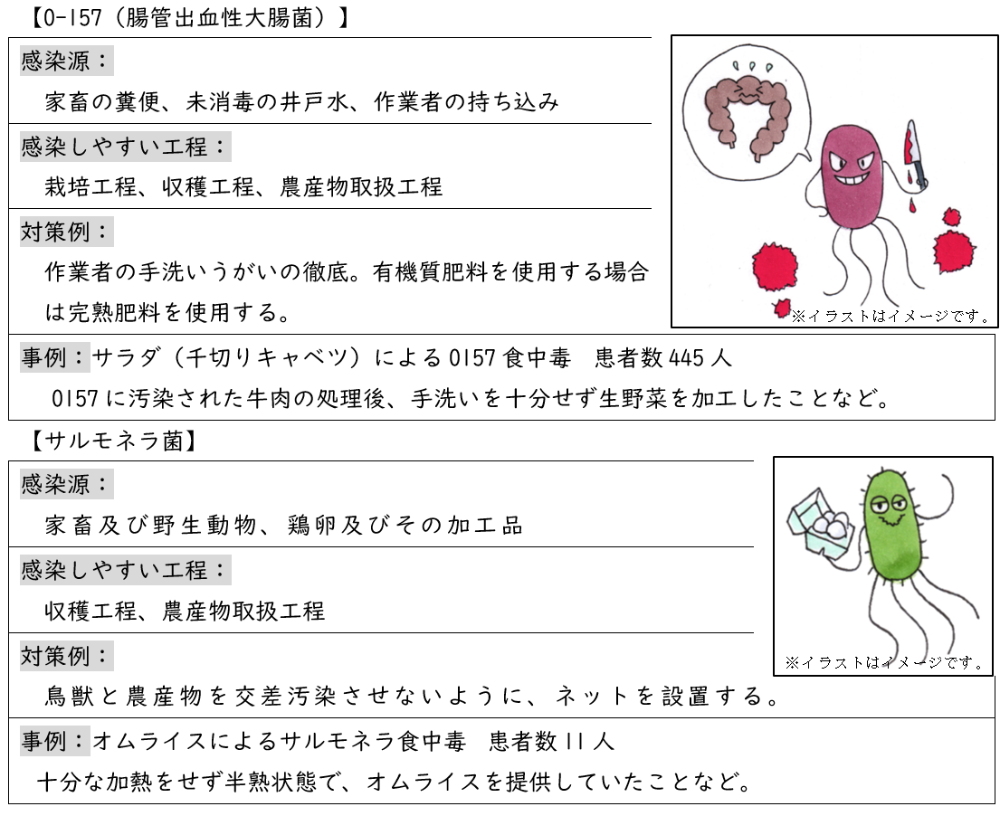 【O-157（腸管出血性大腸菌）】
感染源：
家畜の糞便、未消毒の井戸水、作業者の持ち込み
感染しやすい工程：
栽培工程、収穫工程、農産物取扱工程
対策例：
作業者の手洗いうがいの徹底。有機質肥料を使用する場合
は完熟肥料を使用する。
※イラストはイメージです。
事例：サラダ（千切りキャベツ）によるO157食中毒　患者数445人
O157に汚染された牛肉の処理後、手洗いを十分せず生野菜を加工したことなど。
【サルモネラ菌】
感染源：
家畜及び野生動物、鶏卵及びその加工品
感染しやすい工程：
収穫工程、農産物取扱工程
対策例：
鳥獣と農産物を交差汚染させないように、ネットを設置する。
※イラストはイメージです。
事例：オムライスによるサルモネラ食中毒　患者数11人
十分な加熱をせず半熟状態で、オムライスを提供していたことなど。